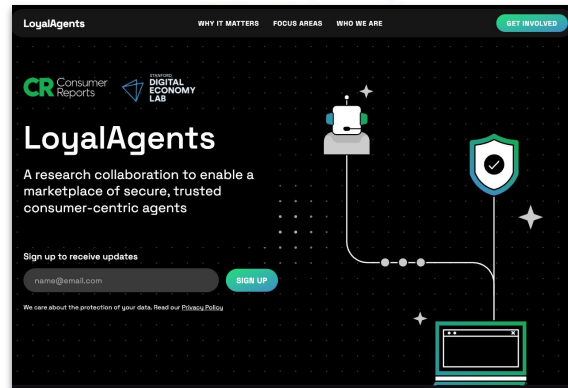 LoyalAgents
WHY IT MATTERS FOCUS AREAS WHO WE ARE
GET INVOLVED
CR Consumer Reports
STANFORD
DIGITAL
ECONOMY
LAB
LoyalAgents
A research collaboration to enable a
marketplace of secure, trusted
consumer-centric agents
Sign up to receive updates
name@email.com
SIGN UP
We care about the protection of your data. Read our Privacy Policy